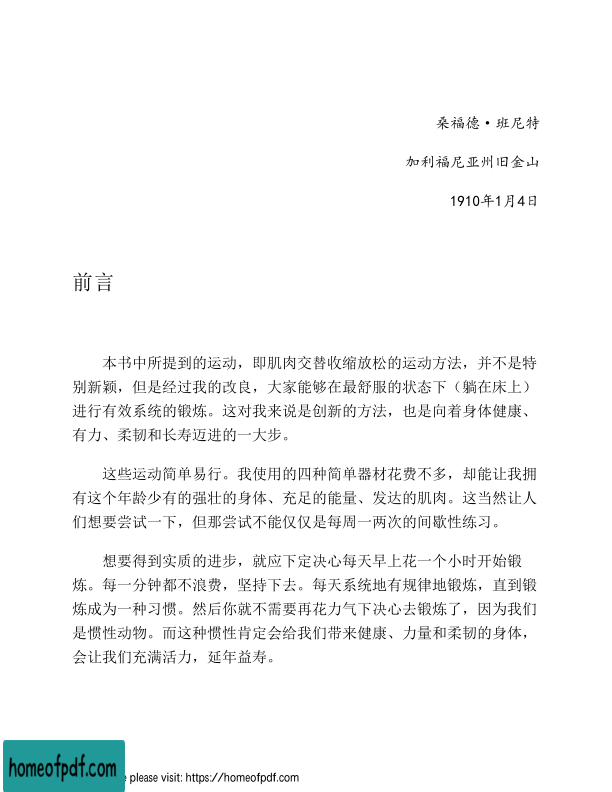 桑福德·班尼特
加利福尼亚州旧金山
1910年1月4日
前言
本书中所提到的运动，即肌肉交替收缩放松的运动方法，并不是特
别新颖，但是经过我的改良，大家能够在最舒服的状态下（躺在床上）
进行有效系统的锻炼。这对我来说是创新的方法，也是向着身体健康、
有力、柔韧和长寿迈进的一大步。
这些运动简单易行。我使用的四种简单器材花费不多，却能让我拥
有这个年龄少有的强壮的身体、充足的能量、发达的肌肉。这当然让人
们想要尝试一下，但那尝试不能仅仅是每周一两次的间歇性练习。
想要得到实质的进步，就应下定决心每天早上花一个小时开始锻
炼。每一分钟都不浪费，坚持下去。每天系统地有规律地锻炼，直到锻
炼成为一种习惯。然后你就不需要再花力气下决心去锻炼了，因为我们
是惯性动物。而这种惯性肯定会给我们带来健康、力量和柔韧的身体，
会让我们充满活力，延年益寿。
homeofpdf.com
e please visit: https://homeofpdf.com